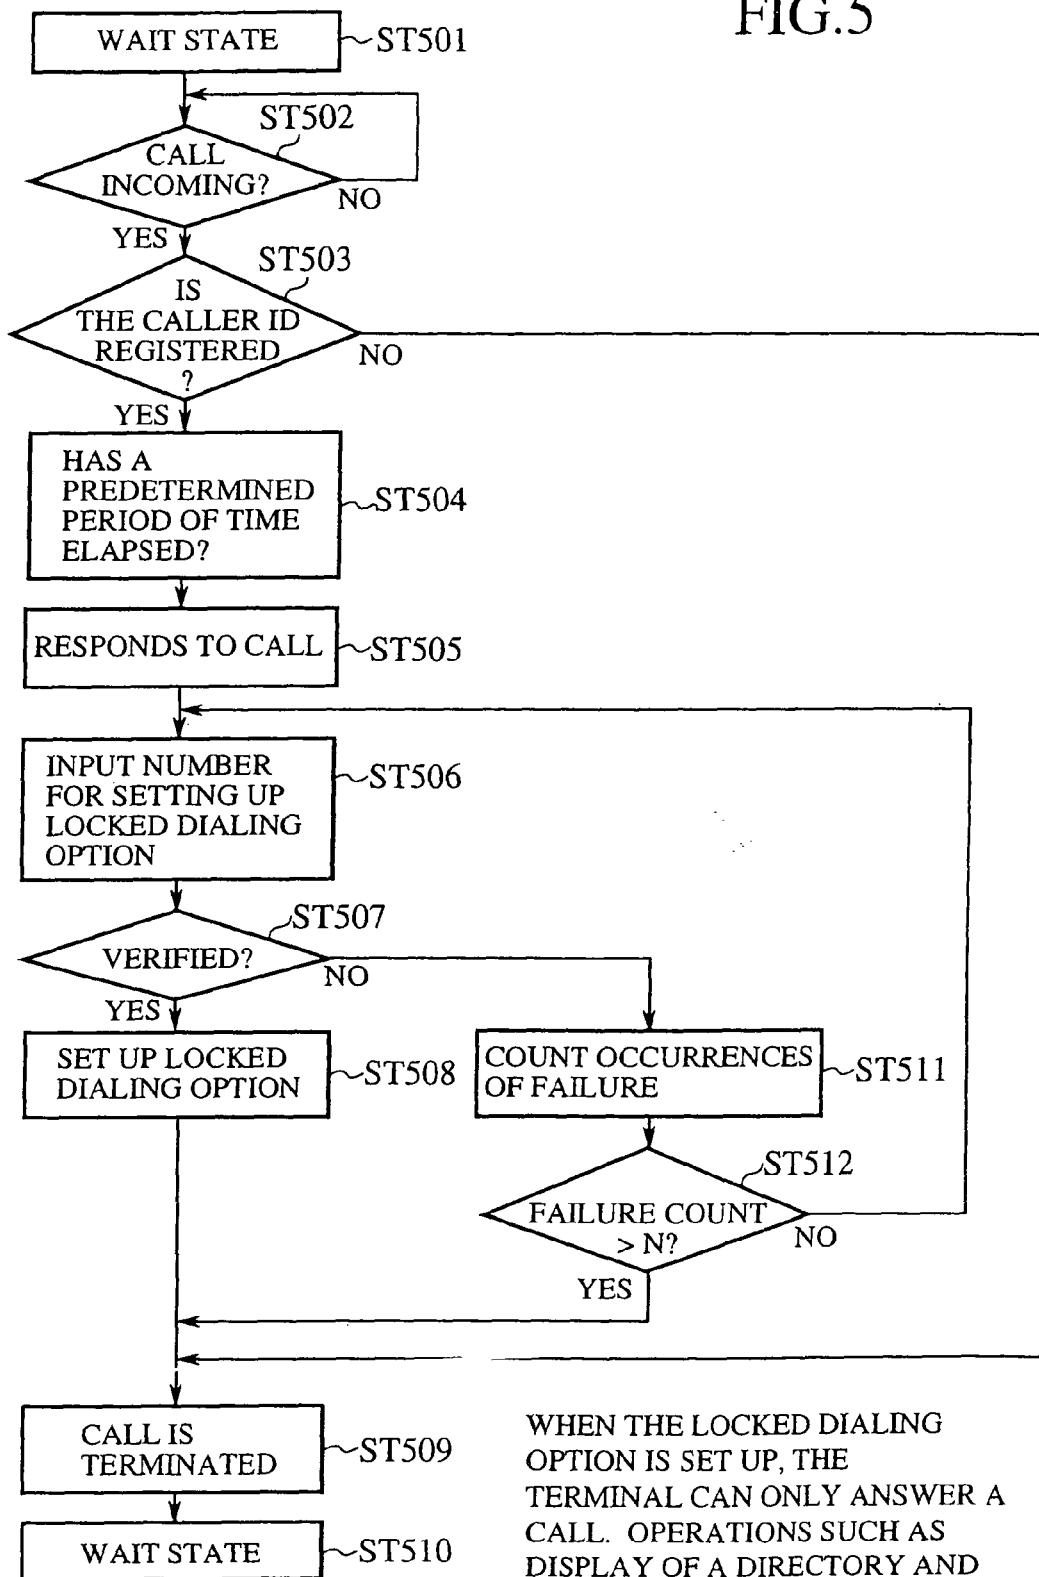 FIG.5
WAIT STATE
ST501
ST502
CALL
INCOMING?
NO
YES
ST503
IS
THE CALLER ID
REGISTERED
?
NO
YES
HAS A
PREDETERMINED
PERIOD OF TIME
ELAPSED?
ST504
RESPONDS TO CALL
ST505
INPUT NUMBER
FOR SETTING UP
LOCKED DIALING
OPTION
ST506
ST507
VERIFIED?
NO
YES
SET UP LOCKED
DIALING OPTION
ST508
COUNT OCCURRENCES
OF FAILURE
ST511
ST512
FAILURE COUNT
> N?
NO
YES
CALL IS
TERMINATED
ST509
WAIT STATE
ST510
WHEN THE LOCKED DIALING
OPTION IS SET UP, THE
TERMINAL CAN ONLY ANSWER A
CALL. OPERATIONS SUCH AS
DISPLAY OF A DIRECTORY AND